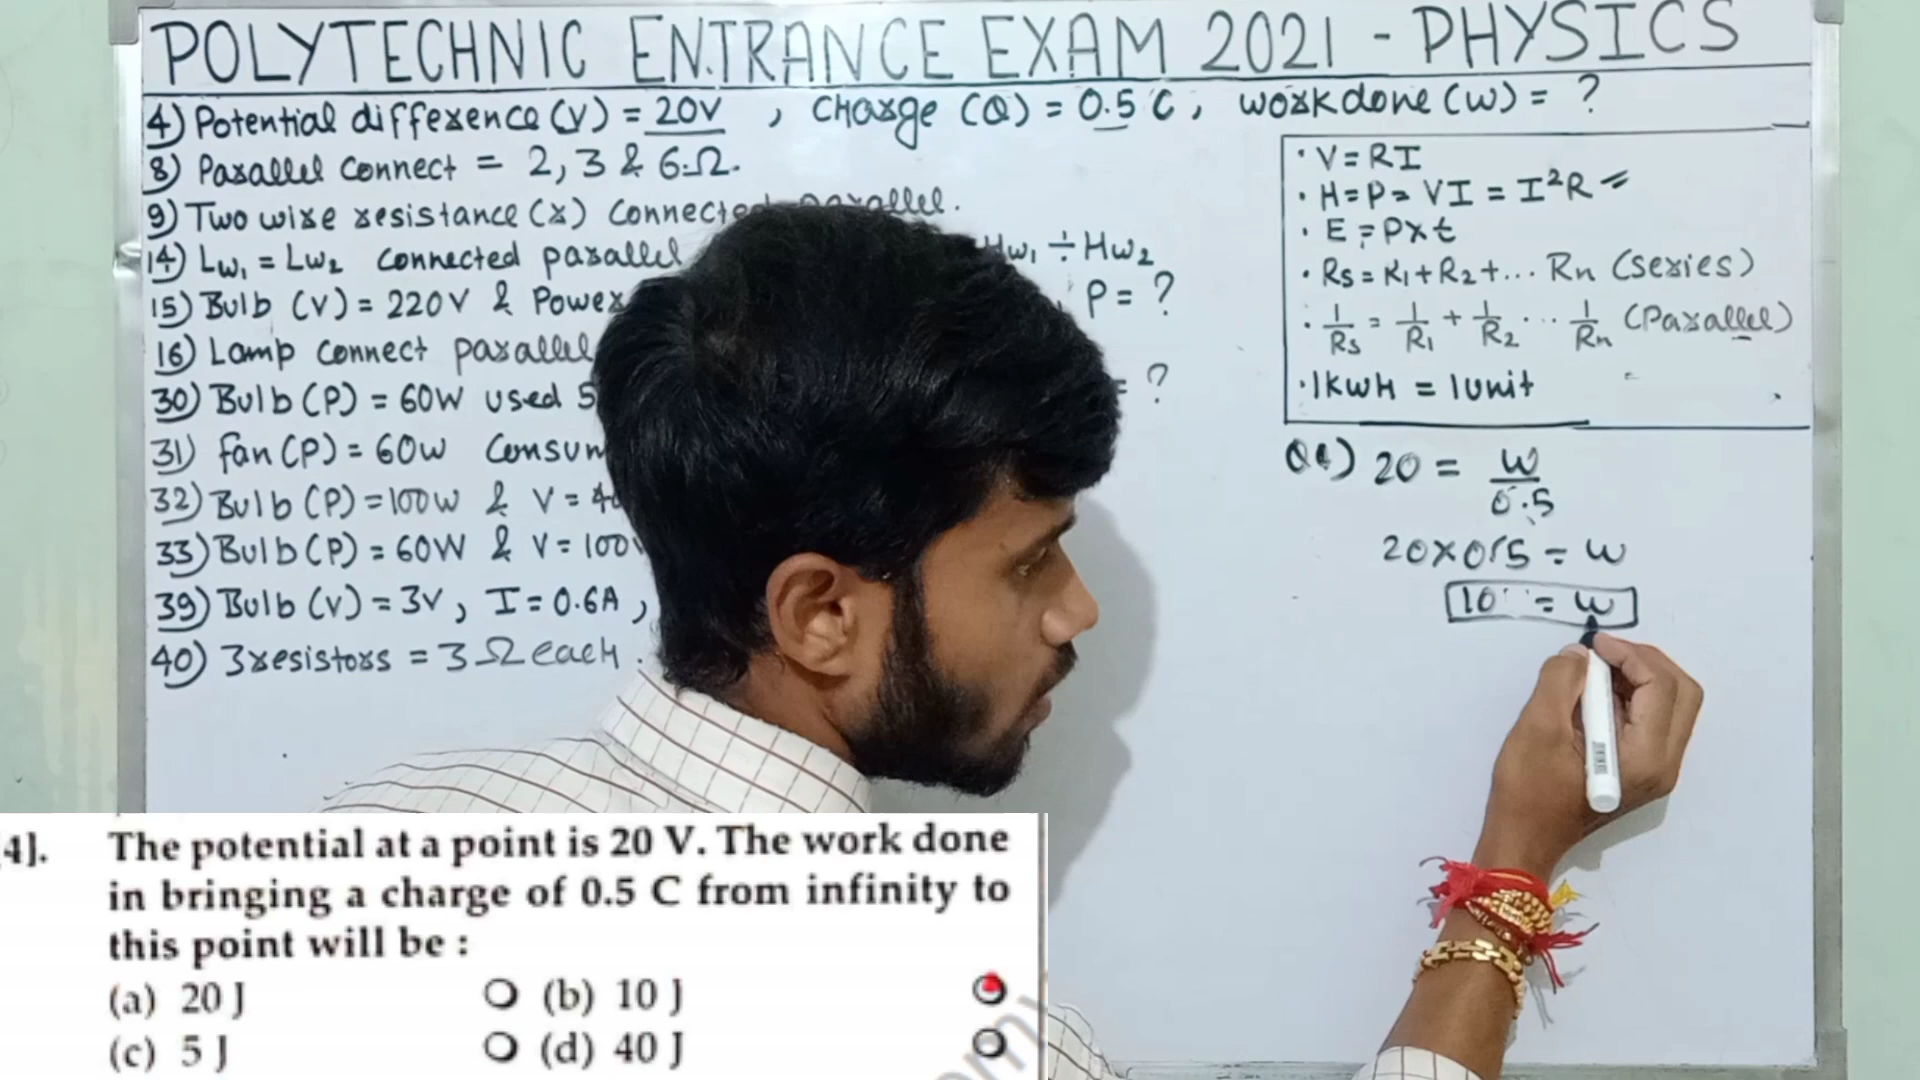 POLYTECHNIC ENTRANCE EXAM 2021 - PHYSICS
4) Potential difference (V) = 20V , Charge (Q) = 0.5 C , workdone (W) = ?
8) Parallel Connect = 2, 3 & 6Ω.
9) Two wire resistance (x) Connected parallel.
14) Lw₁ = Lw₂ Connected parallel Hw₁ ÷ Hw₂
15) Bulb (V) = 220V & Power P = ?
16) Lamp Connect parallel
30) Bulb (P) = 60W used 5 = ?
31) fan (P) = 60W
32) Bulb (P) = 100W & V =
33) Bulb (P) = 60W & V = 100V
39) Bulb (V) = 3V, I = 0.6A,
40) 3 resistors = 3Ω each.
• V = RI
• H = P = VI = I²R
• E = P×t
• Rs = R₁ + R₂ + ... Rn (Series)
• 1/Rs = 1/R₁ + 1/R₂ ... 1/Rn (Parallel)
• 1KWH = 1Unit
20 = W/0.5
20×0.5 = W
10 = W
4]. The potential at a point is 20 V. The work done
in bringing a charge of 0.5 C from infinity to
this point will be :
(a) 20 J (b) 10 J
(c) 5 J (d) 40 J